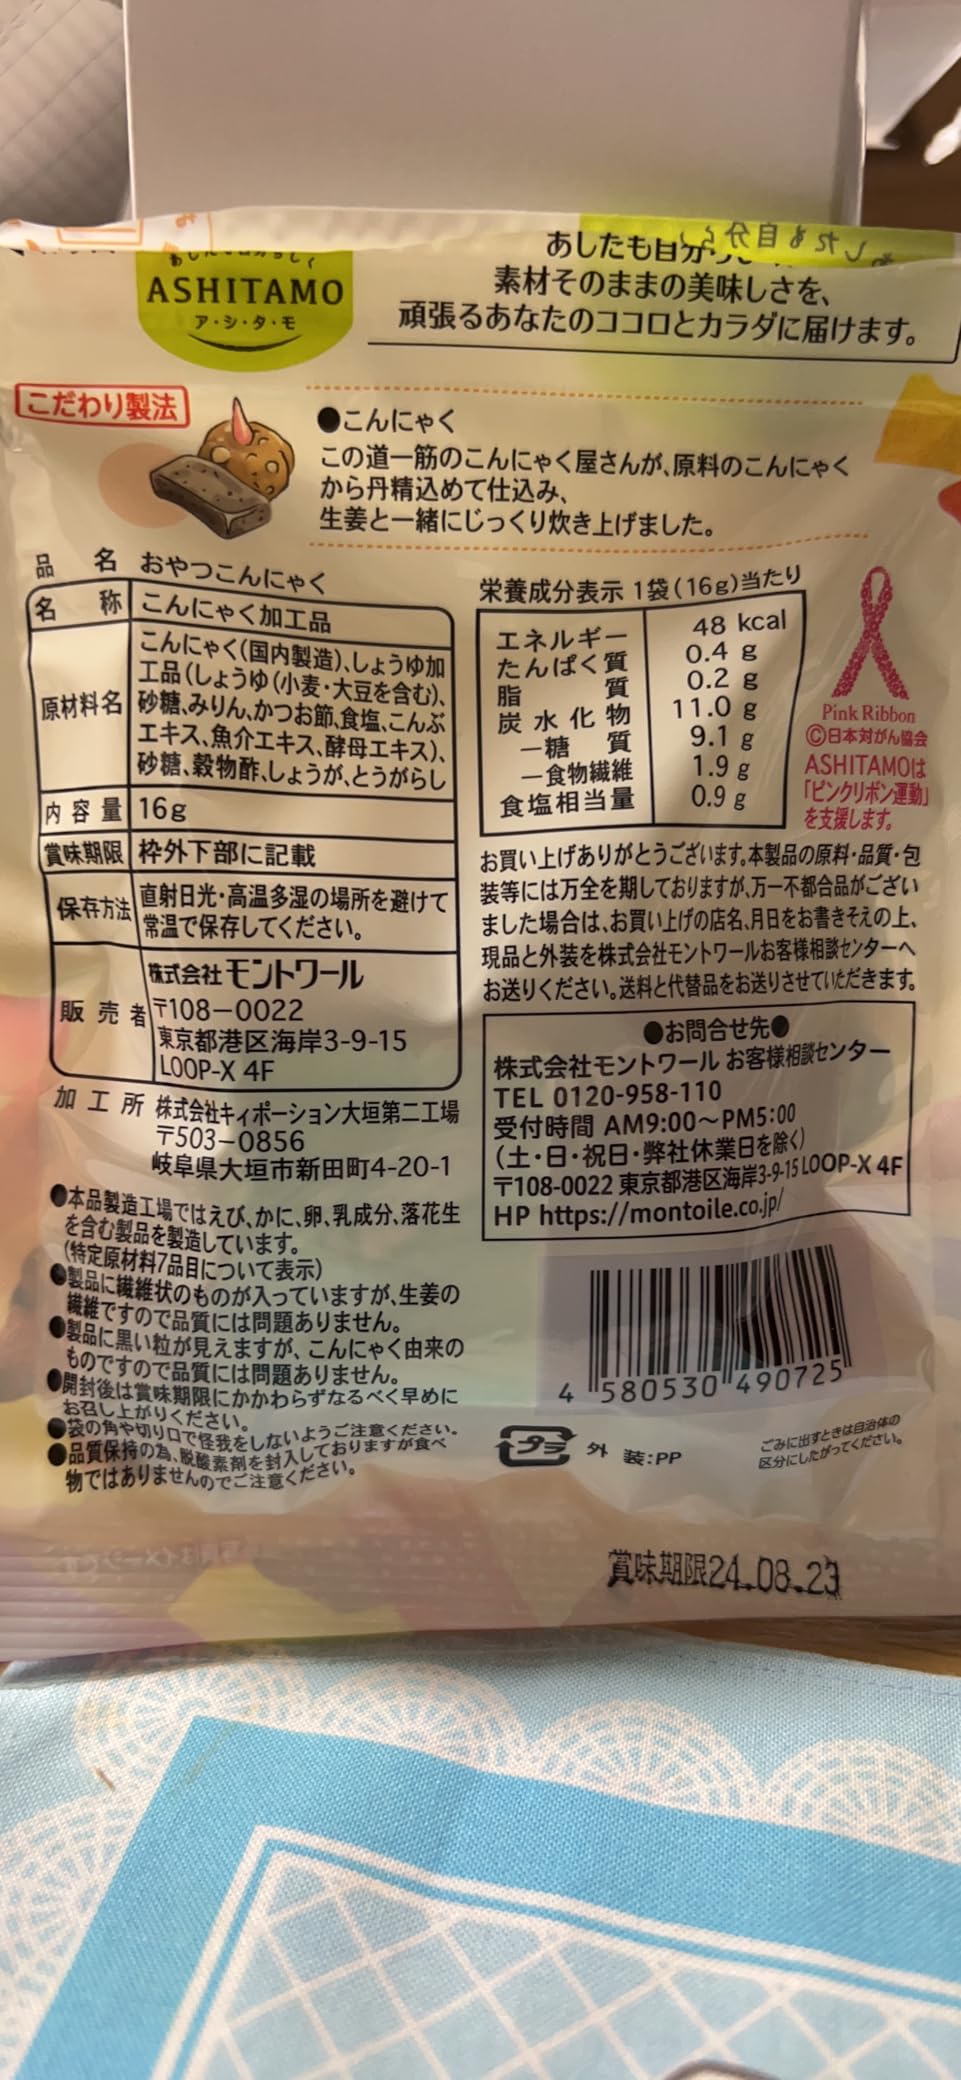 ASHITAMO
ア・シ・タ・モ
素材そのままの美味しさを、
頑張るあなたのココロとカラダに届けます。
こだわり製法
●こんにゃく
この道一筋のこんにゃく屋さんが、原料のこんにゃく
から丹精込めて仕込み、
生姜と一緒にじっくり炊き上げました。
品 名 おやつこんにゃく
名 称 こんにゃく加工品
原材料名 こんにゃく(国内製造)、しょうゆ加
工品(しょうゆ(小麦・大豆を含む)、
砂糖、みりん、かつお節、食塩、こんぶ
エキス、魚介エキス、酵母エキス)、
砂糖、穀物酢、しょうが、とうがらし
内容量 16g
賞味期限 枠外下部に記載
保存方法 直射日光・高温多湿の場所を避けて
常温で保存してください。
販売者 株式会社モントワール
〒108-0022
東京都港区海岸3-9-15
LOOP-X 4F
加工所 株式会社キィポーション大垣第二工場
〒503-0856
岐阜県大垣市新田町4-20-1
●本品製造工場ではえび、かに、卵、乳成分、落花生
を含む製品を製造しています。
(特定原材料7品目について表示)
●製品に繊維状のものが入っていますが、生姜の
繊維ですので品質には問題ありません。
●製品に黒い粒が見えますが、こんにゃく由来の
ものですので品質には問題ありません。
●開封後は賞味期限にかかわらずなるべく早めに
お召し上がりください。
●袋の角や切り口で怪我をしないようご注意ください。
●品質保持の為、脱酸素剤を封入しておりますが食べ
物ではありませんのでご注意ください。
栄養成分表示 1袋(16g)当たり
エネルギー 48 kcal
たんぱく質 0.4 g
脂質 0.2 g
炭水化物 11.0 g
―糖質 9.1 g
―食物繊維 1.9 g
食塩相当量 0.9 g
Pink Ribbon
©日本対がん協会
ASHITAMOは
「ピンクリボン運動」
を支援します。
お買い上げありがとうございます。本製品の原料・品質・包
装等には万全を期しておりますが、万一不都合品がござい
ました場合は、お買い上げの店名、月日をお書きそえの上、
現品と外装を株式会社モントワールお客様相談センターへ
お送りください。送料と代替品をお送りさせていただきます。
●お問合せ先●
株式会社モントワール お客様相談センター
TEL 0120-958-110
受付時間 AM9:00〜PM5:00
(土・日・祝日・弊社休業日を除く)
〒108-0022 東京都港区海岸3-9-15 LOOP-X 4F
HP https://montoile.co.jp/
4 580530 490725
プラ 外 装:PP
ごみに出すときは自治体の
区分にしたがってください。
賞味期限24.08.23